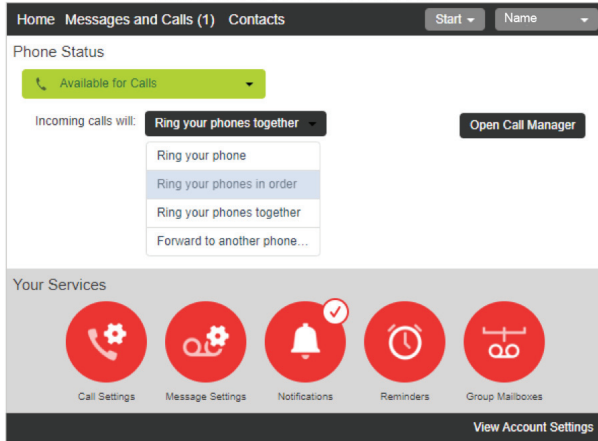 Home Messages and Calls (1) Contacts Start Name
Phone Status
Available for Calls
Incoming calls will: Ring your phones together Open Call Manager
Ring your phone
Ring your phones in order
Ring your phones together
Forward to another phone...
Your Services
Call Settings Message Settings Notifications Reminders Group Mailboxes
View Account Settings